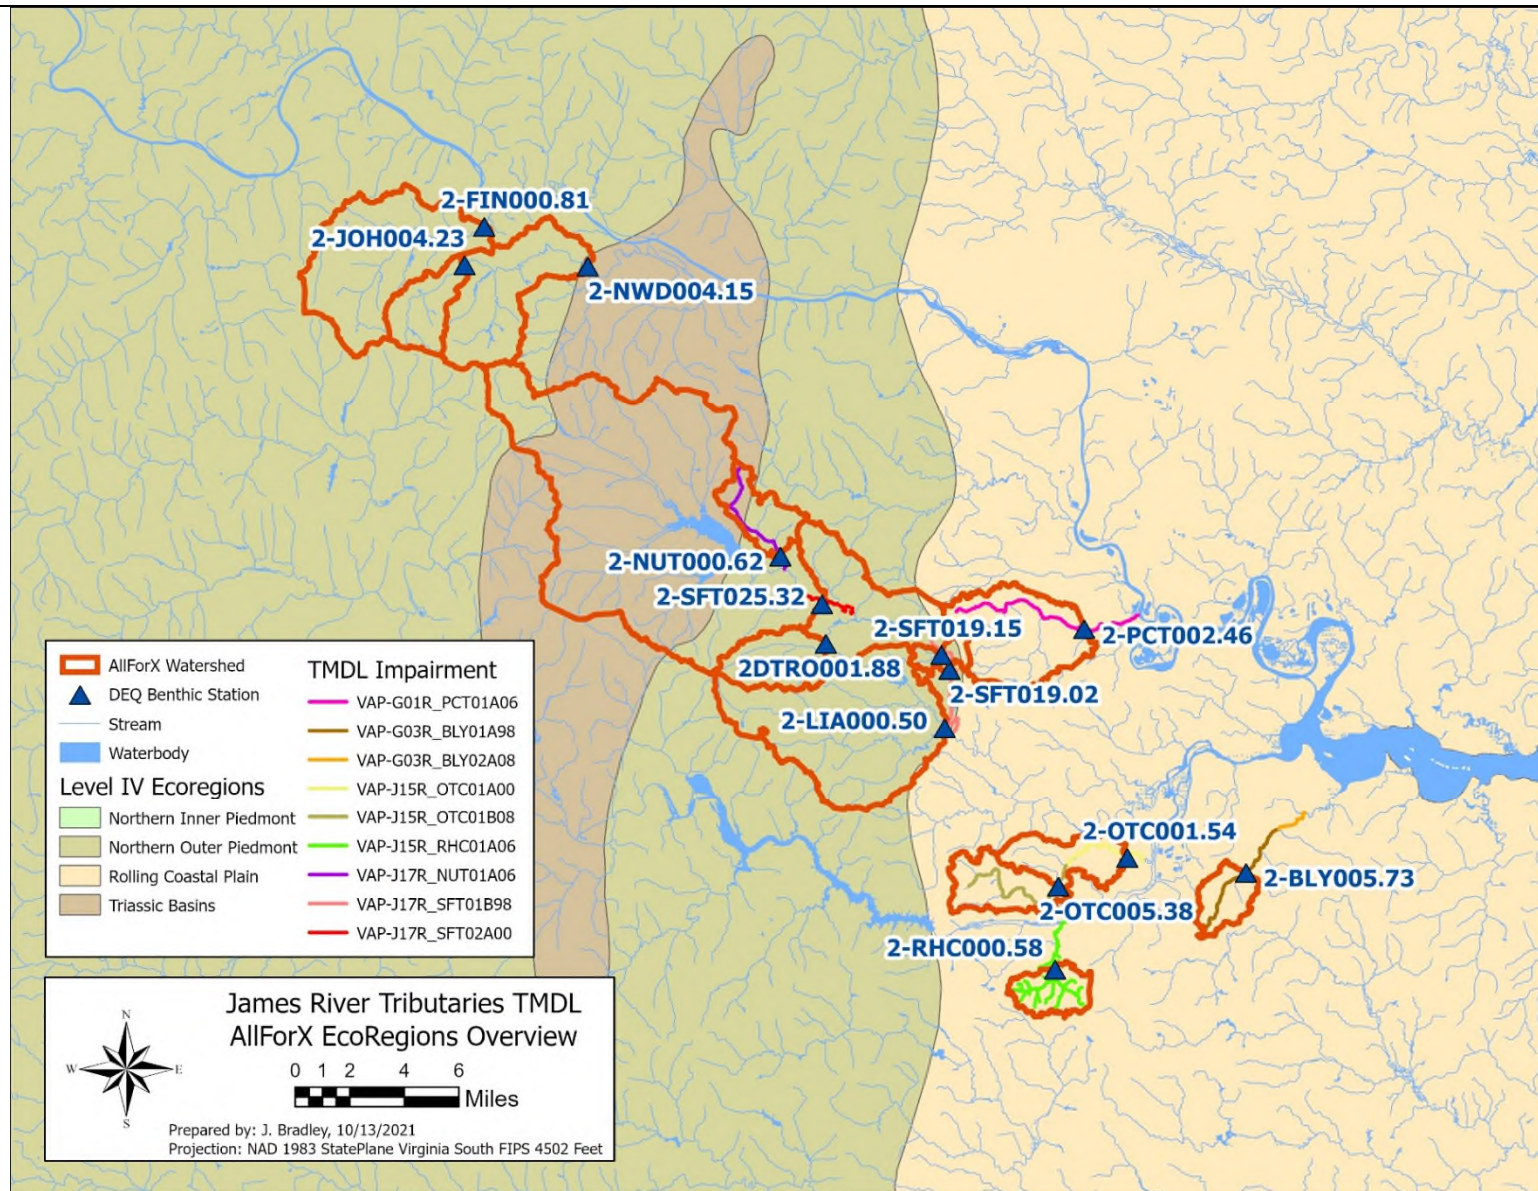 2-FIN000.81
2-JOH004.23
2-NWD004.15
2-NUT000.62
2-SFT025.32
2-SFT019.15
2-PCT002.46
2DTRO001.88
2-SFT019.02
2-LIA000.50
2-OTC001.54
2-BLY005.73
2-OTC005.38
2-RHC000.58
AllForX Watershed
DEQ Benthic Station
Stream
Waterbody
Level IV Ecoregions
Northern Inner Piedmont
Northern Outer Piedmont
Rolling Coastal Plain
Triassic Basins
TMDL Impairment
VAP-G01R_PCT01A06
VAP-G03R_BLY01A98
VAP-G03R_BLY02A08
VAP-J15R_OTC01A00
VAP-J15R_OTC01B08
VAP-J15R_RHC01A06
VAP-J17R_NUT01A06
VAP-J17R_SFT01B98
VAP-J17R_SFT02A00
James River Tributaries TMDL
AllForX EcoRegions Overview
N
W E
S
0 1 2 4 6
Miles
Prepared by: J. Bradley, 10/13/2021
Projection: NAD 1983 StatePlane Virginia South FIPS 4502 Feet